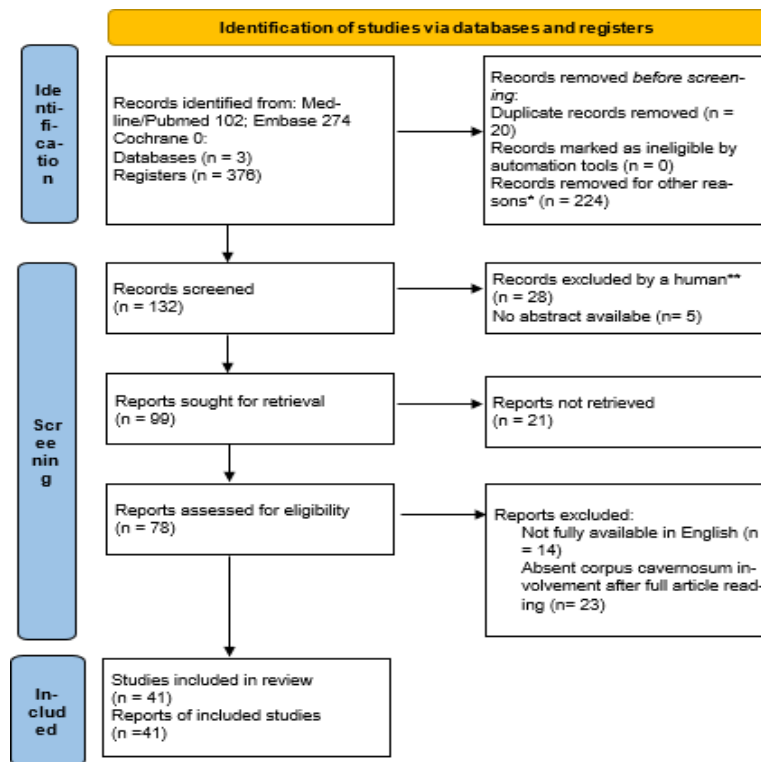 Identification of studies via databases and registers
Ide
nti-
fi-
ca-
tio
n
Records identified from: Med-
line/Pubmed 102; Embase 274
Cochrane 0:
Databases (n = 3)
Registers (n = 376)
Records removed before screen-
ing:
Duplicate records removed (n =
20)
Records marked as ineligible by
automation tools (n = 0)
Records removed for other rea-
sons* (n = 224)
Scr
ee
nin
g
Records screened
(n = 132)
Records excluded by a human**
(n = 28)
No abstract availabe (n= 5)
Reports sought for retrieval
(n = 99)
Reports not retrieved
(n = 21)
Reports assessed for eligibility
(n = 78)
Reports excluded:
Not fully available in English (n
= 14)
Absent corpus cavernosum in-
volvement after full article read-
ing (n= 23)
In-
clud
ed
Studies included in review
(n = 41)
Reports of included studies
(n =41)